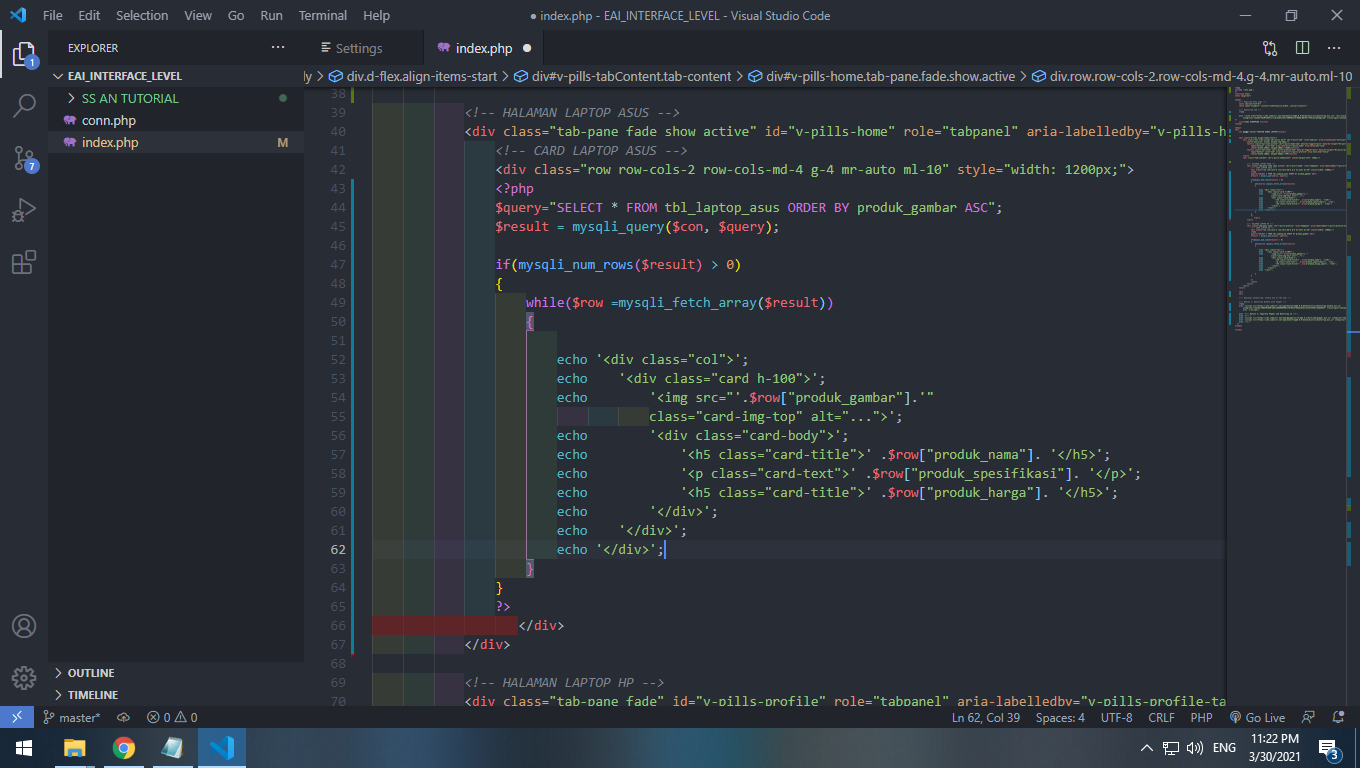 File Edit Selection View Go Run Terminal Help
● index.php - EAI_INTERFACE_LEVEL - Visual Studio Code
EXPLORER
Settings
index.php
EAI_INTERFACE_LEVEL
SS AN TUTORIAL
conn.php
index.php M
1
7
OUTLINE
TIMELINE
dy > div.d-flex.align-items-start > div#v-pills-tabContent.tab-content > div#v-pills-home.tab-pane.fade.show.active > div.row.row-cols-2.row-cols-md-4.g-4.mr-auto.ml-10
38
39 <!-- HALAMAN LAPTOP ASUS -->
40 <div class="tab-pane fade show active" id="v-pills-home" role="tabpanel" aria-labelledby="v-pills-h
41 <!-- CARD LAPTOP ASUS -->
42 <div class="row row-cols-2 row-cols-md-4 g-4 mr-auto ml-10" style="width: 1200px;">
43 <?php
44 $query="SELECT * FROM tbl_laptop_asus ORDER BY produk_gambar ASC";
45 $result = mysqli_query($con, $query);
46
47 if(mysqli_num_rows($result) > 0)
48 {
49 while($row =mysqli_fetch_array($result))
50 {
51
52 echo '<div class="col">';
53 echo '<div class="card h-100">';
54 echo '<img src="'.$row["produk_gambar"].'"
55 class="card-img-top" alt="...">';
56 echo '<div class="card-body">';
57 echo '<h5 class="card-title">' .$row["produk_nama"]. '</h5>';
58 echo '<p class="card-text">' .$row["produk_spesifikasi"]. '</p>';
59 echo '<h5 class="card-title">' .$row["produk_harga"]. '</h5>';
60 echo '</div>';
61 echo '</div>';
62 echo '</div>';
63 }
64 }
65 ?>
66 </div>
67 </div>
68
69 <!-- HALAMAN LAPTOP HP -->
70 <div class="tab-pane fade" id="v-pills-profile" role="tabpanel" aria-labelledby="v-pills-profile-ta
master* 0 0
Ln 62, Col 39 Spaces: 4 UTF-8 CRLF PHP Go Live
ENG
11:22 PM
3/30/2021
3